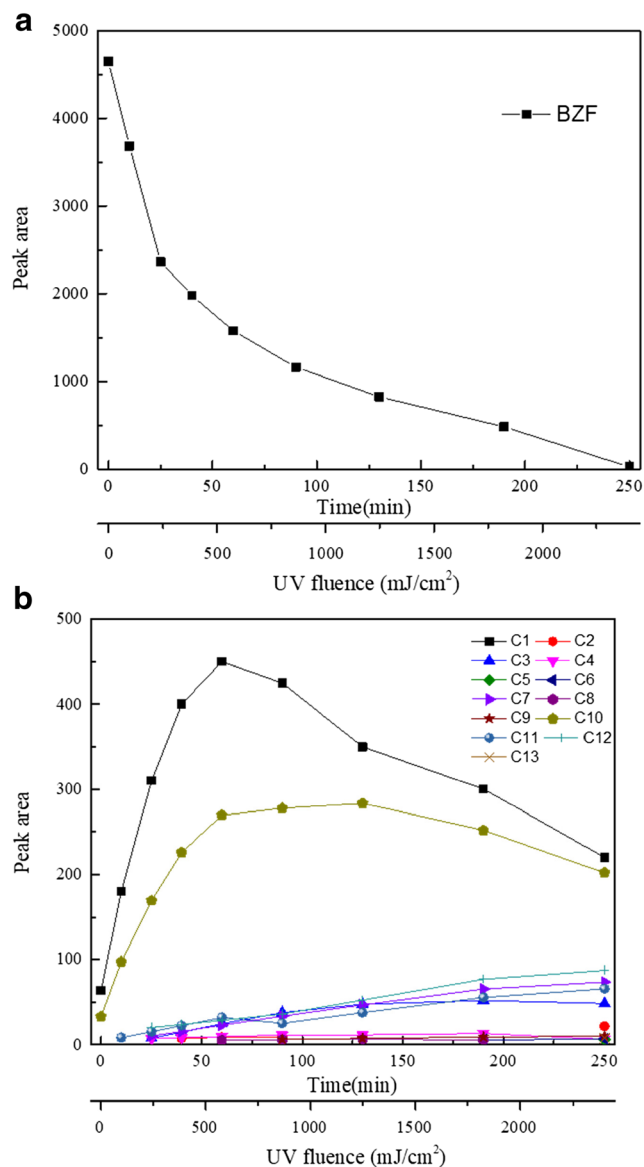 a
5000
4000
3000
2000
1000
0
Peak area
BZF
0 50 100 150 200 250
Time(min)
0 500 1000 1500 2000
UV fluence (mJ/cm²)
b
500
400
300
200
100
0
Peak area
C1 C2
C3 C4
C5 C6
C7 C8
C9 C10
C11 C12
C13
0 50 100 150 200 250
Time(min)
0 500 1000 1500 2000
UV fluence (mJ/cm²)